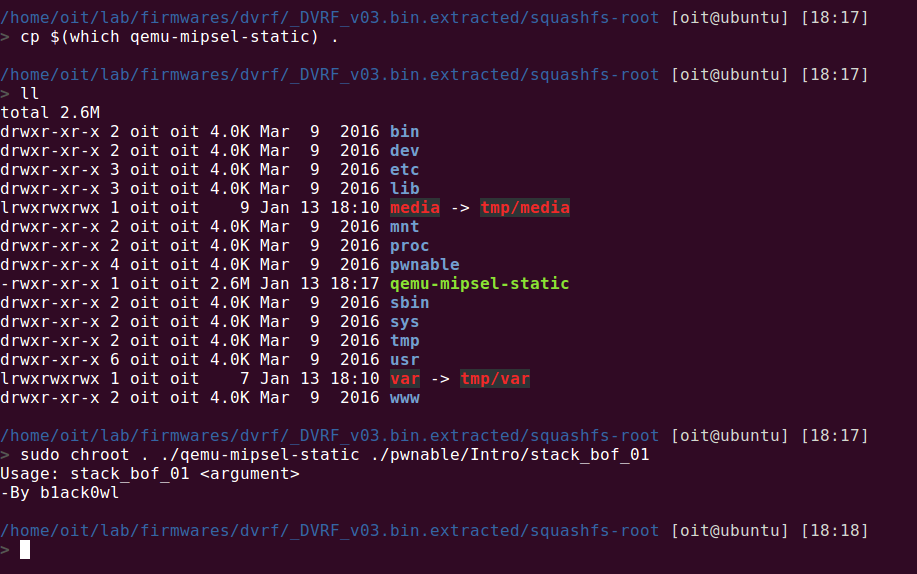 /home/oit/lab/firmwares/dvrf/_DVRF_v03.bin.extracted/squashfs-root [oit@ubuntu] [18:17]
> cp $(which qemu-mipsel-static) .
/home/oit/lab/firmwares/dvrf/_DVRF_v03.bin.extracted/squashfs-root [oit@ubuntu] [18:17]
> ll
total 2.6M
drwxr-xr-x 2 oit oit 4.0K Mar  9  2016 bin
drwxr-xr-x 2 oit oit 4.0K Mar  9  2016 dev
drwxr-xr-x 3 oit oit 4.0K Mar  9  2016 etc
drwxr-xr-x 3 oit oit 4.0K Mar  9  2016 lib
lrwxrwxrwx 1 oit oit    9 Jan 13 18:10 media -> tmp/media
drwxr-xr-x 2 oit oit 4.0K Mar  9  2016 mnt
drwxr-xr-x 2 oit oit 4.0K Mar  9  2016 proc
drwxr-xr-x 4 oit oit 4.0K Mar  9  2016 pwnable
-rwxr-xr-x 1 oit oit 2.6M Jan 13 18:17 qemu-mipsel-static
drwxr-xr-x 2 oit oit 4.0K Mar  9  2016 sbin
drwxr-xr-x 2 oit oit 4.0K Mar  9  2016 sys
drwxr-xr-x 2 oit oit 4.0K Mar  9  2016 tmp
drwxr-xr-x 6 oit oit 4.0K Mar  9  2016 usr
lrwxrwxrwx 1 oit oit    7 Jan 13 18:10 var -> tmp/var
drwxr-xr-x 2 oit oit 4.0K Mar  9  2016 www
/home/oit/lab/firmwares/dvrf/_DVRF_v03.bin.extracted/squashfs-root [oit@ubuntu] [18:17]
> sudo chroot . ./qemu-mipsel-static ./pwnable/Intro/stack_bof_01
Usage: stack_bof_01 <argument>
-By b1ack0wl
/home/oit/lab/firmwares/dvrf/_DVRF_v03.bin.extracted/squashfs-root [oit@ubuntu] [18:18]
>